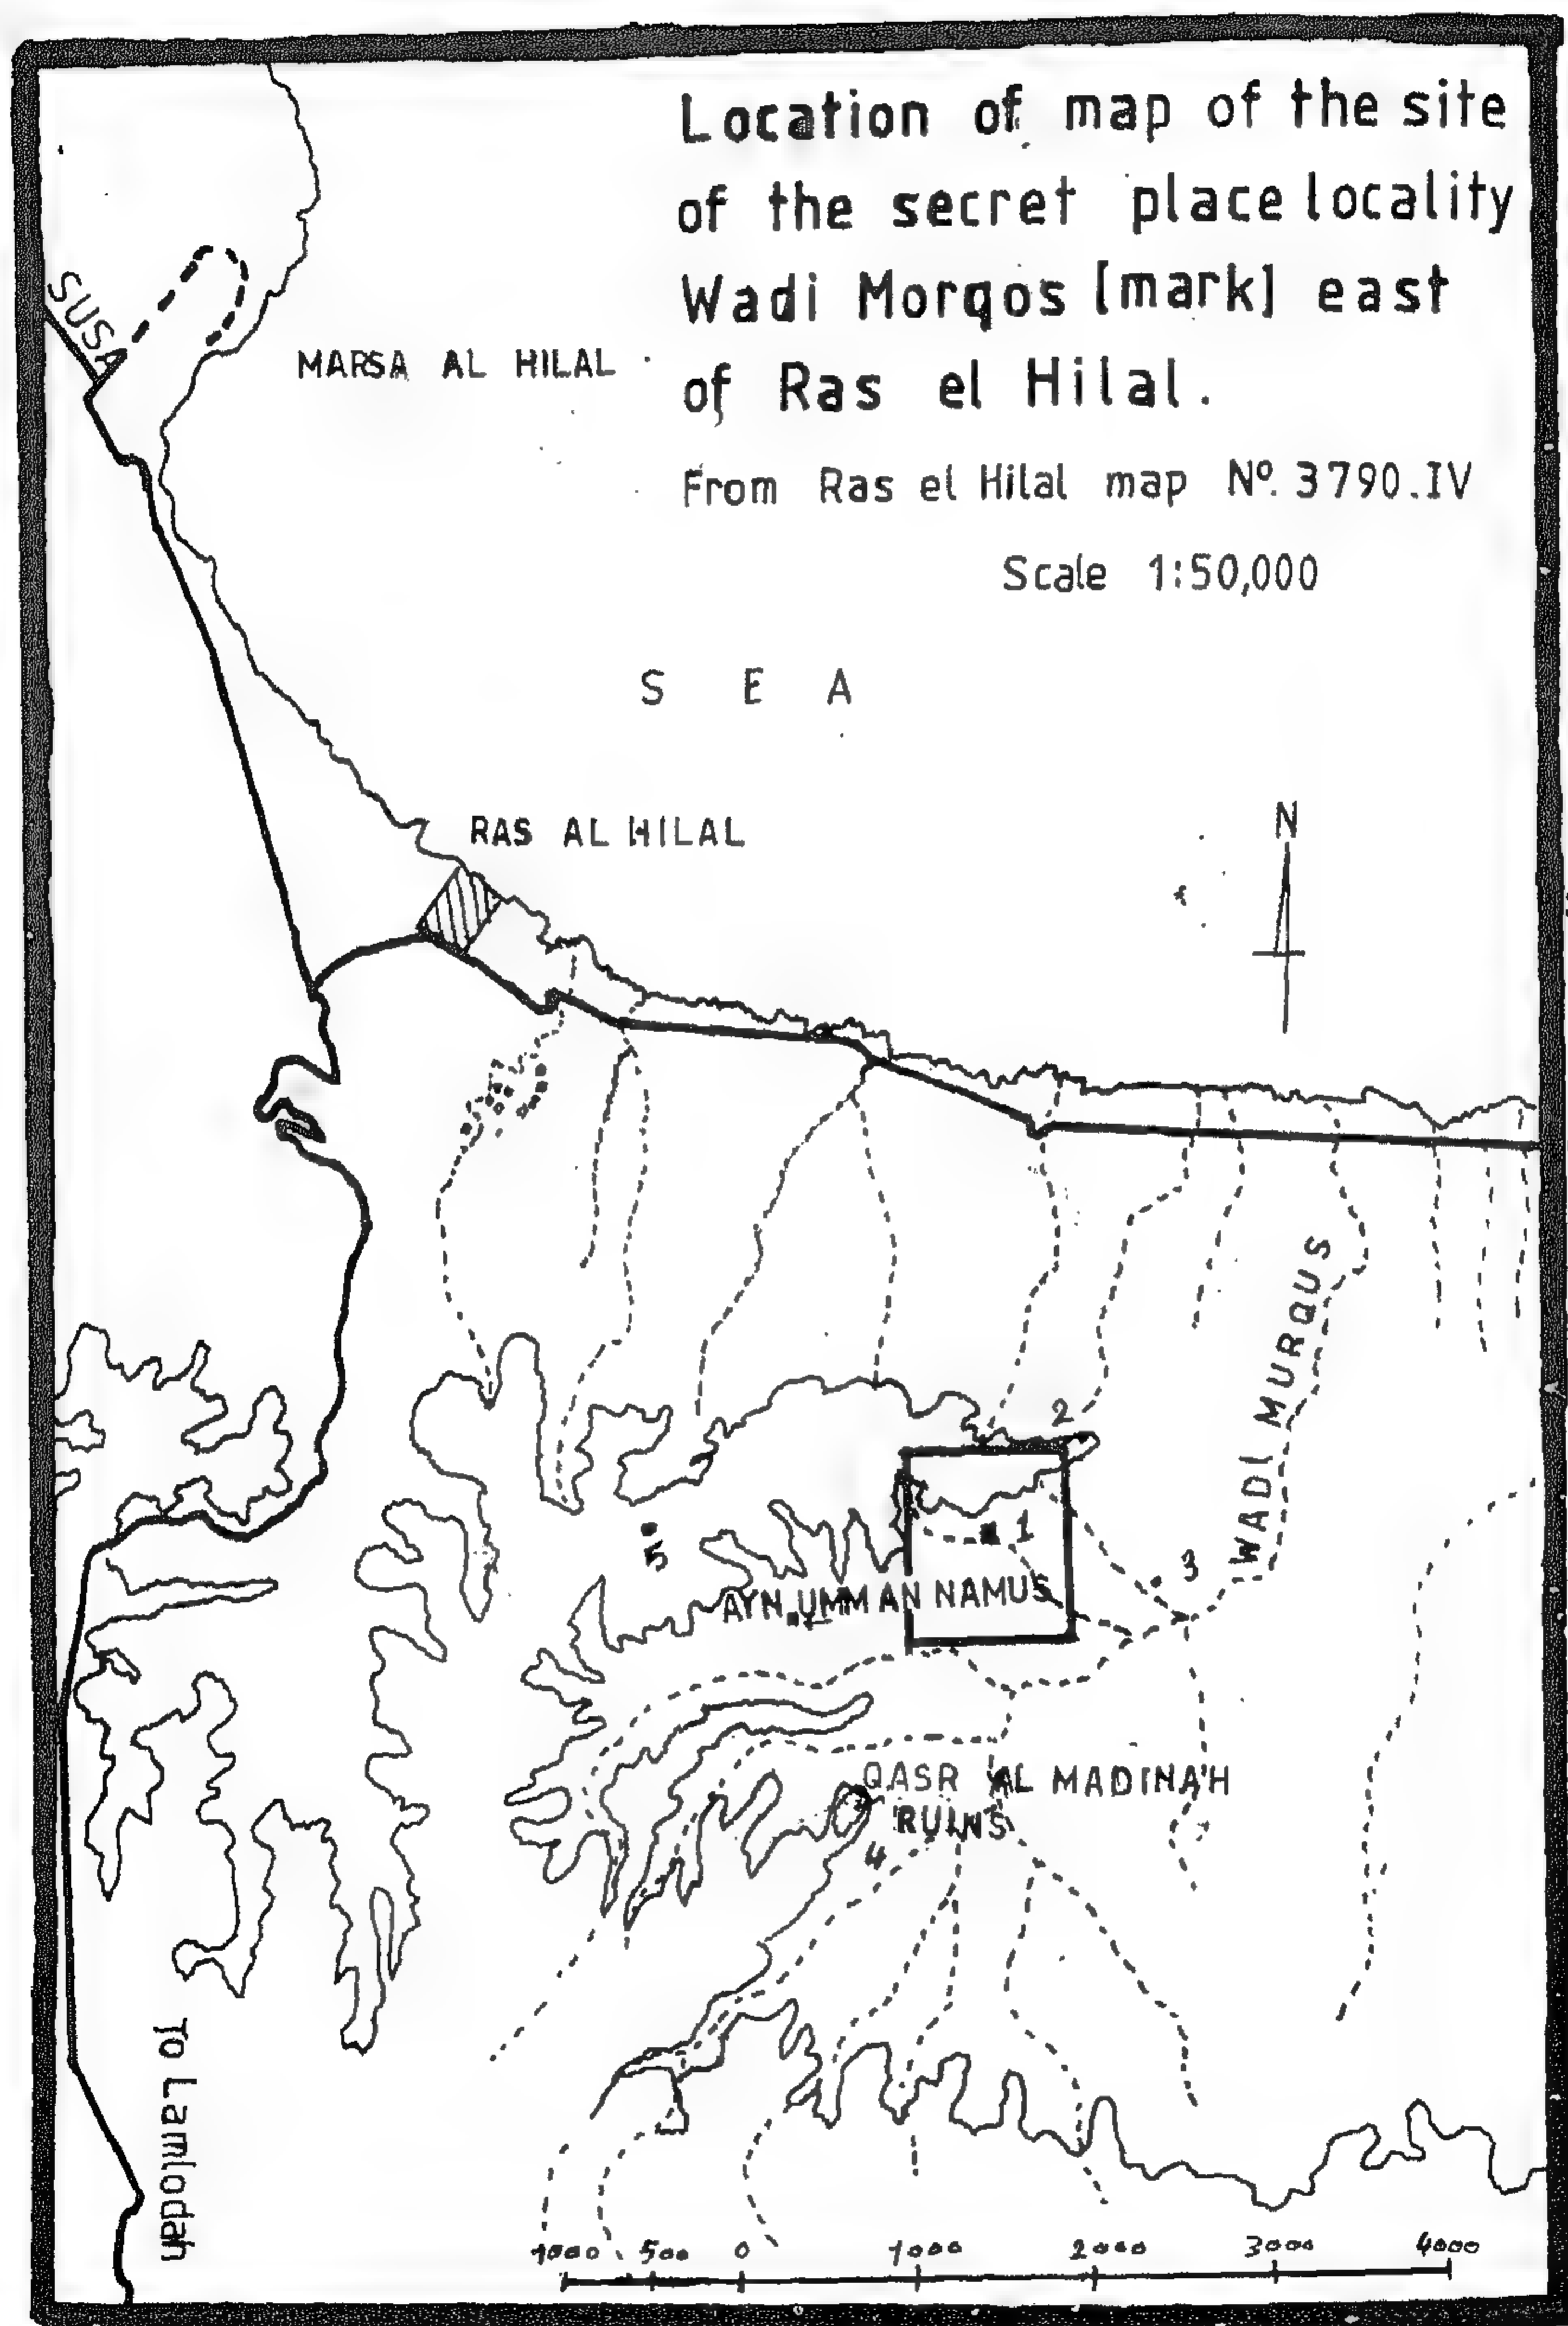 Location of map of the site
of the secret place locality
Wadi Morqos [mark] east
of Ras el Hilal.
From Ras el Hilal map Nº. 3790.IV
Scale 1:50,000
SUSA
MARSA AL HILAL
S E A
RAS AL HILAL
N
WADI MURQUS
2
1
5
3
AYN UMM AN NAMUS
QASR AL MADINA'H
RUINS
4
To Lamlodah
1000 500 0 1000 2000 3000 4000